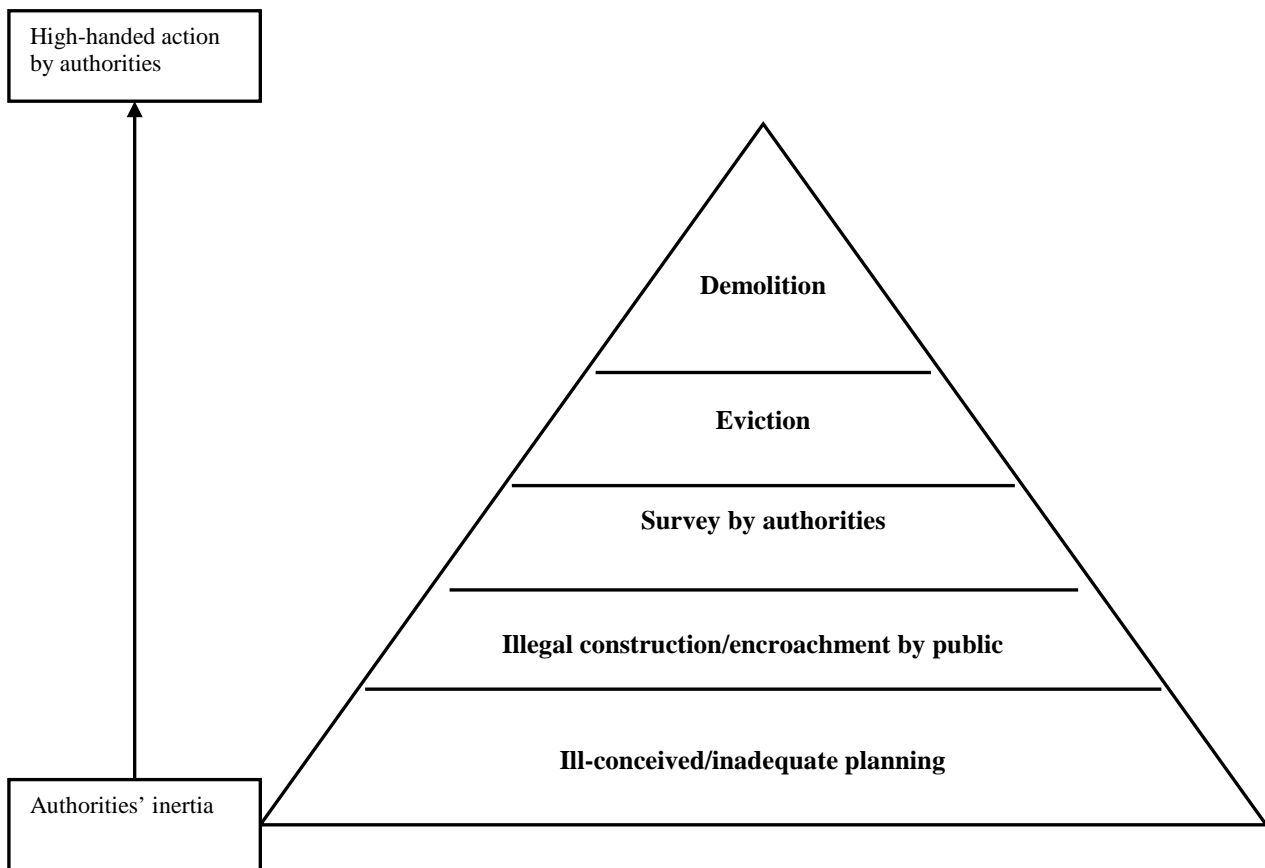 High-handed action
by authorities
Demolition
Eviction
Survey by authorities
Illegal construction/encroachment by public
Ill-conceived/inadequate planning
Authorities’ inertia